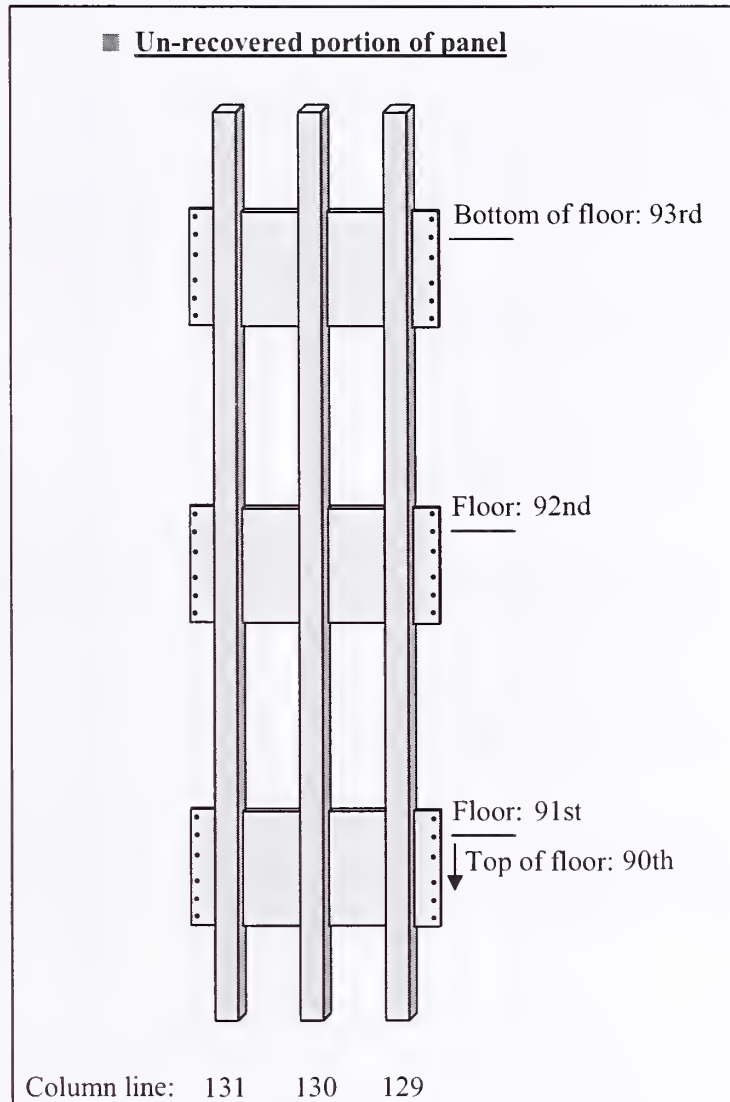 Un-recovered portion of panel
Bottom of floor: 93rd
Floor: 92nd
Floor: 91st
Top of floor: 90th
Column line: 131 130 129